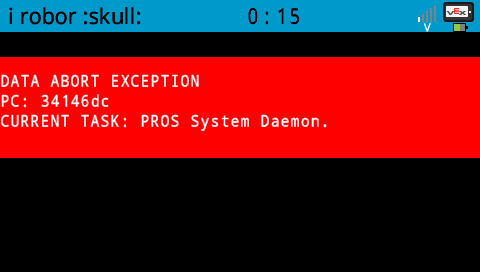 i robor :skull: 0:15
VEX
V
DATA ABORT EXCEPTION
PC: 34146dc
CURRENT TASK: PROS System Daemon.